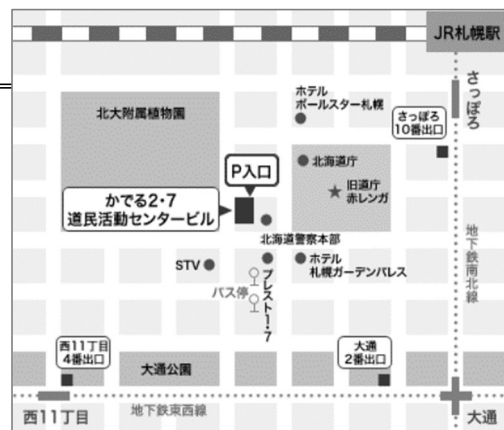 JR札幌駅
さっぽろ
ホテル
ポールスター札幌
さっぽろ
10番出口
北大附属植物園
P入口
北海道庁
旧道庁
赤レンガ
かでる2・7
道民活動センタービル
北海道警察本部
地下鉄南北線
STV
ホテル
札幌ガーデンパレス
バス停
プレスト1・7
西11丁目
4番出口
大通公園
大通
2番出口
西11丁目
地下鉄東西線
大通